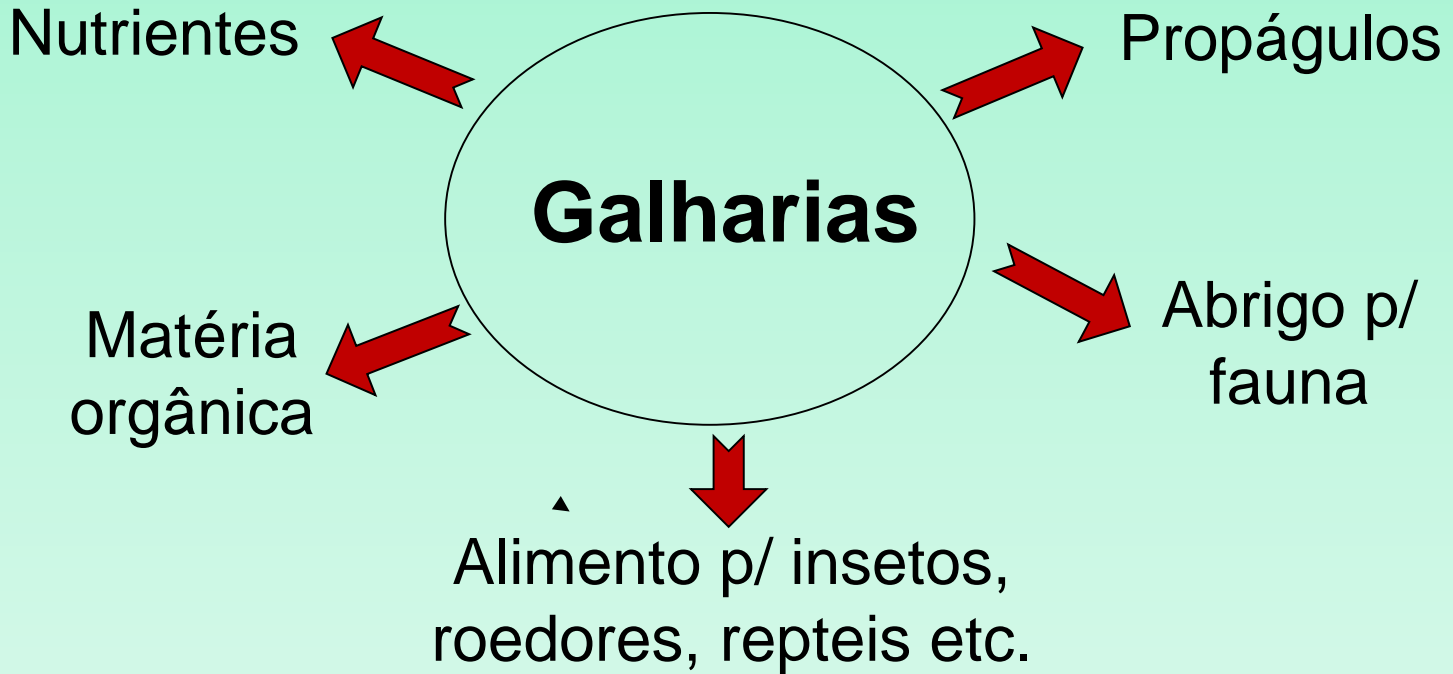 Nutrientes
Propágulos
Galharias
Matéria
orgânica
Abrigo p/
fauna
Alimento p/ insetos,
roedores, repteis etc.